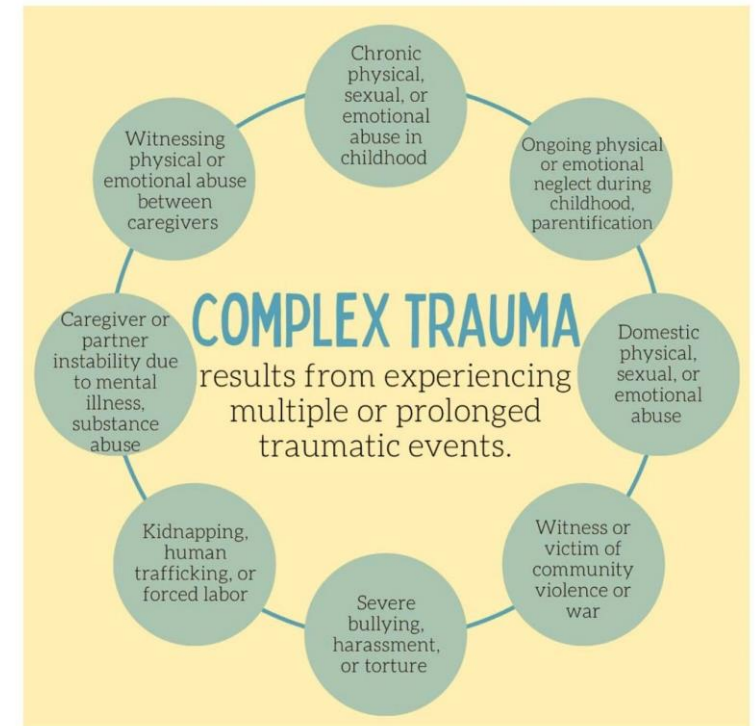 Chronic
physical,
sexual, or
emotional
abuse in
childhood
Ongoing physical
or emotional
neglect during
childhood,
parentification
Domestic
physical,
sexual, or
emotional
abuse
Witness or
victim of
community
violence or
war
Severe
bullying,
harassment,
or torture
Kidnapping,
human
trafficking, or
forced labor
Caregiver or
partner
instability due
to mental
illness,
substance
abuse
Witnessing
physical or
emotional abuse
between
caregivers
COMPLEX TRAUMA
results from experiencing
multiple or prolonged
traumatic events.